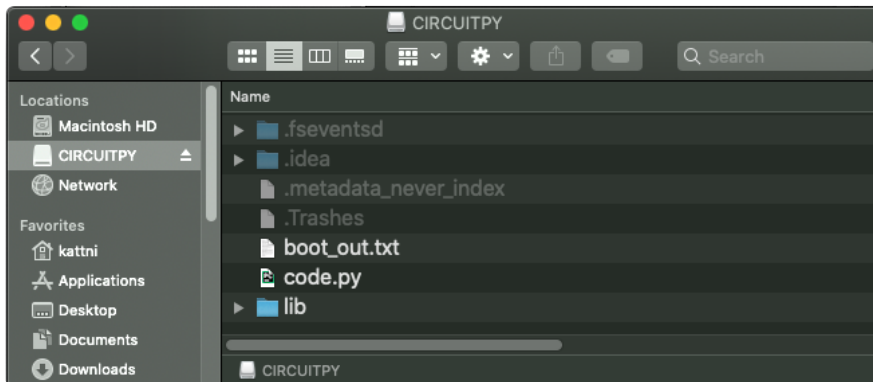 CIRCUITPY
Search
Locations
Macintosh HD
CIRCUITPY
Network
Favorites
kattni
Applications
Desktop
Documents
Downloads
Name
.fseventsd
.idea
.metadata_never_index
.Trashes
boot_out.txt
code.py
lib
CIRCUITPY